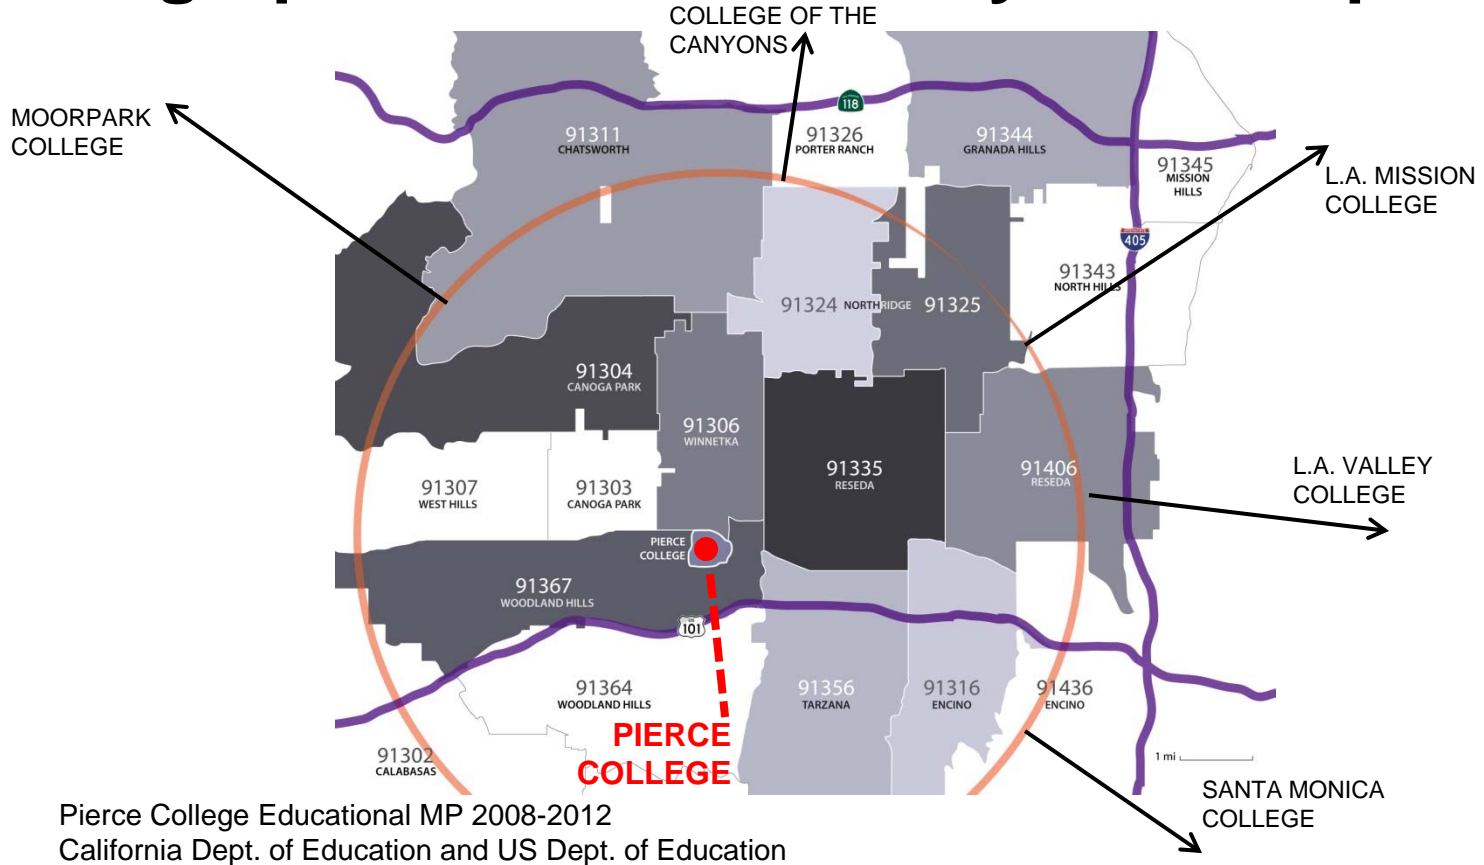 COLLEGE OF THE
CANYONS
MOORPARK
COLLEGE
118
91311
CHATSWORTH
91326
PORTER RANCH
91344
GRANADA HILLS
91345
MISSION
HILLS
L.A. MISSION
COLLEGE
405
91343
NORTH HILLS
91324 NORTHRIDGE 91325
91304
CANOGA PARK
91306
WINNETKA
91335
RESEDA
91406
RESEDA
L.A. VALLEY
COLLEGE
91307
WEST HILLS
91303
CANOGA PARK
PIERCE
COLLEGE
91367
WOODLAND HILLS
101
91364
WOODLAND HILLS
91356
TARZANA
91316
ENCINO
91436
ENCINO
PIERCE
COLLEGE
91302
CALABASAS
1 mi
SANTA MONICA
COLLEGE
Pierce College Educational MP 2008-2012
California Dept. of Education and US Dept. of Education